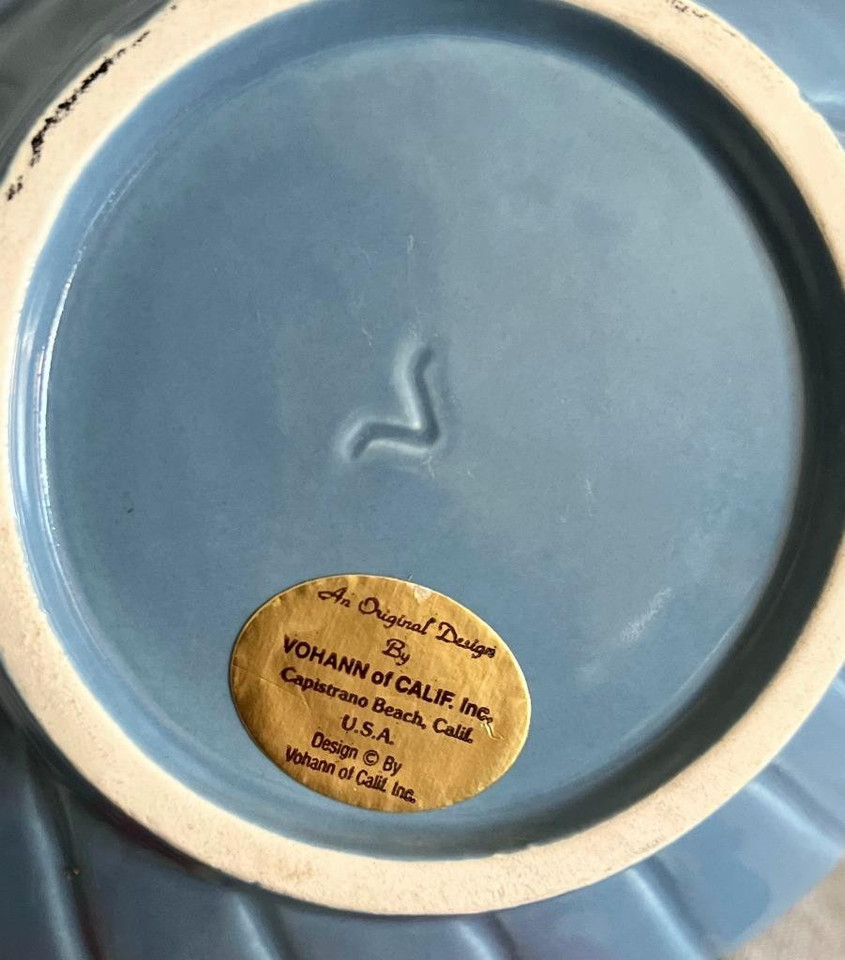 An Original Design
By
VOHANN of CALIF. Inc.
Capistrano Beach, Calif.
U.S.A.
Design © By
Vohann of Calif. Inc.